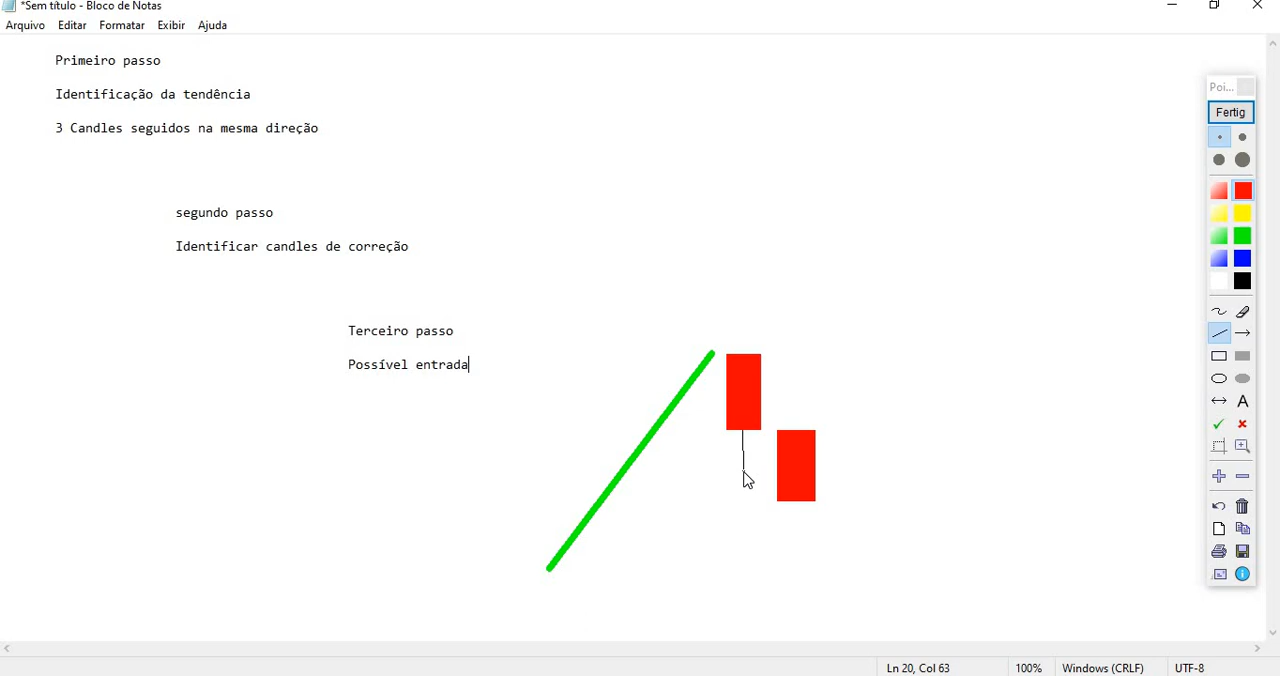 *Sem título - Bloco de Notas
Arquivo Editar Formatar Exibir Ajuda
Primeiro passo
Identificação da tendência
3 Candles seguidos na mesma direção
segundo passo
Identificar candles de correção
Terceiro passo
Possível entrada
Poi...
Fertig
A
Ln 20, Col 63 100% Windows (CRLF) UTF-8